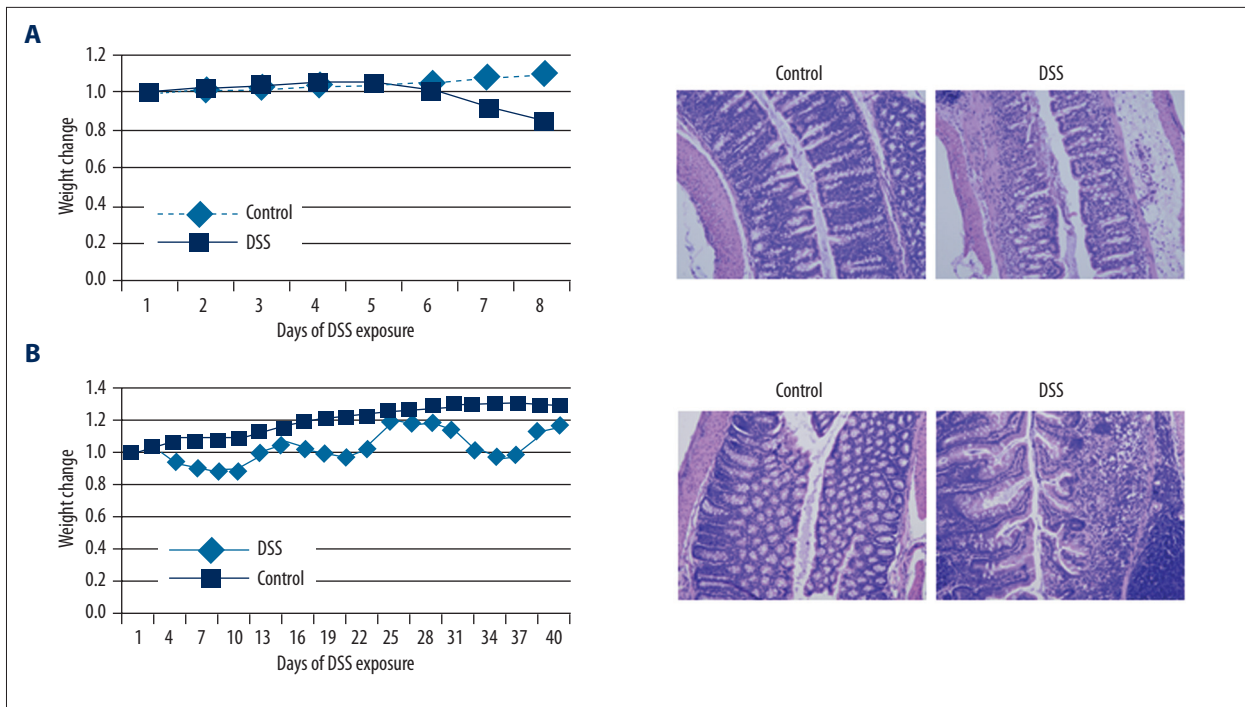 A
Weight change
1.2
1.0
0.8
0.6
0.4
0.2
0.0
Control
DSS
1 2 3 4 5 6 7 8
Days of DSS exposure
Control DSS
B
Weight change
1.4
1.2
1.0
0.8
0.6
0.4
0.2
0.0
DSS
Control
1 4 7 10 13 16 19 22 25 28 31 34 37 40
Days of DSS exposure
Control DSS